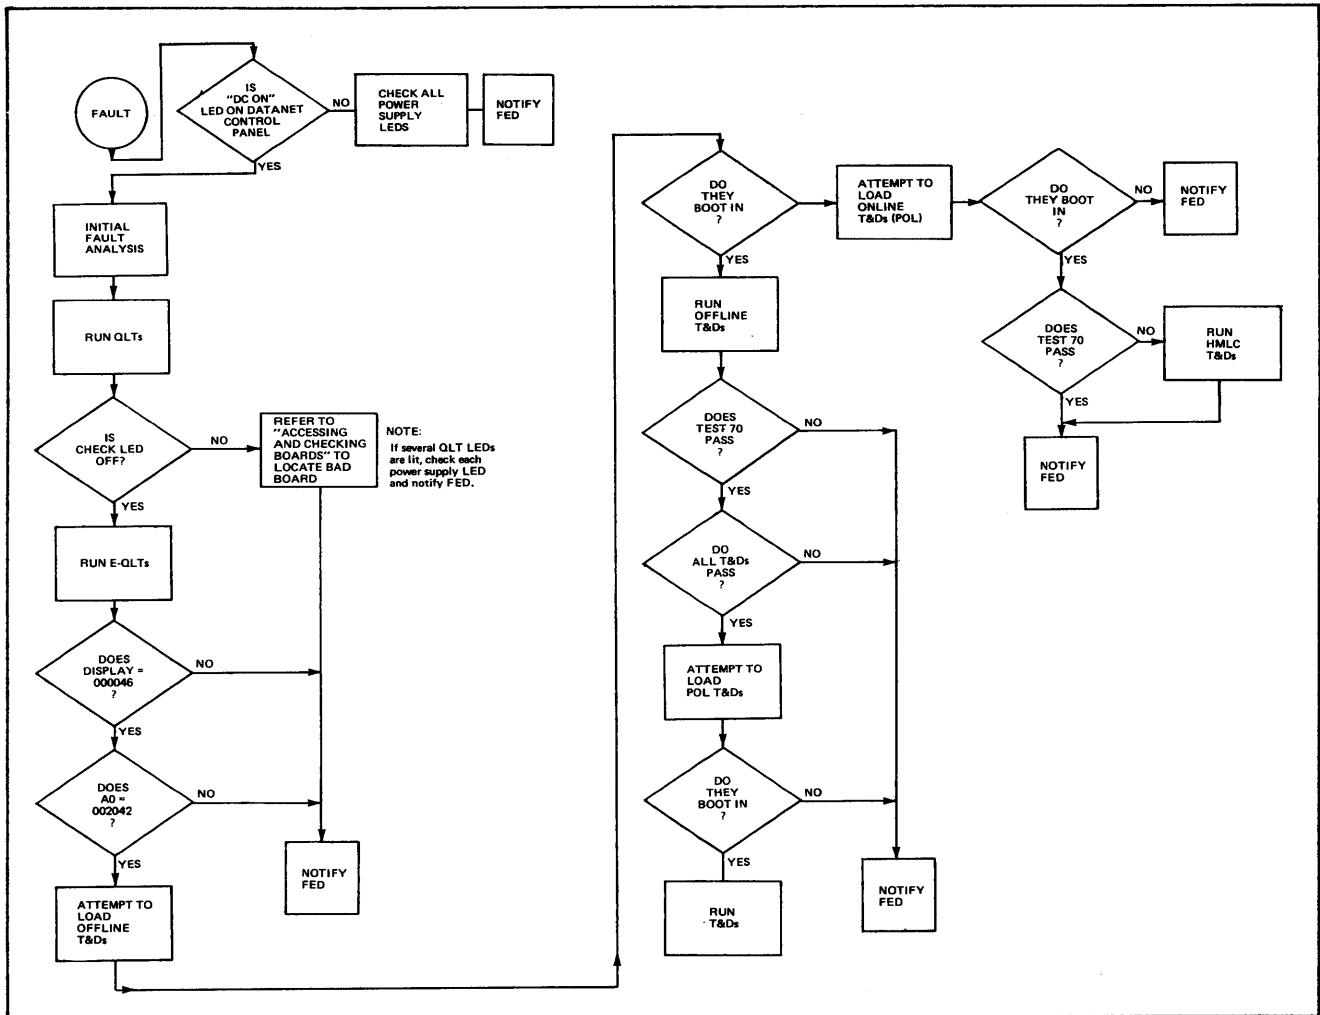 FAULT
IS
"DC ON"
LED ON DATANET
CONTROL
PANEL
NO
CHECK ALL
POWER
SUPPLY
LEDS
NOTIFY
FED
YES
INITIAL
FAULT
ANALYSIS
RUN QLTs
IS
CHECK LED
OFF?
NO
REFER TO
"ACCESSING
AND CHECKING
BOARDS" TO
LOCATE BAD
BOARD
NOTE:
If several QLT LEDs
are lit, check each
power supply LED
and notify FED.
YES
RUN E-QLTs
DOES
DISPLAY =
000046
?
NO
YES
DOES
A0 =
002042
?
NO
YES
NOTIFY
FED
ATTEMPT TO
LOAD
OFFLINE
T&Ds
DO
THEY
BOOT IN
?
ATTEMPT TO
LOAD
ONLINE
T&Ds (POL)
DO
THEY BOOT
IN
?
NO
NOTIFY
FED
YES
YES
RUN
OFFLINE
T&Ds
DOES
TEST 70
PASS
?
NO
RUN
HMLC
T&Ds
YES
NOTIFY
FED
DOES
TEST 70
PASS
?
NO
YES
DO
ALL T&Ds
PASS
?
NO
YES
ATTEMPT TO
LOAD
POL T&Ds
DO
THEY
BOOT IN
?
NO
YES
RUN
T&Ds
NOTIFY
FED